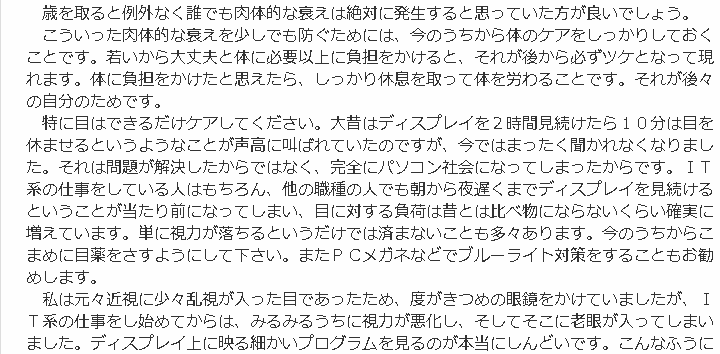 歳を取ると例外なく誰でも肉体的な衰えは絶対に発生すると思っていた方が良いでしょう。
　こういった肉体的な衰えを少しでも防ぐためには、今のうちから体のケアをしっかりしておく
ことです。若いから大丈夫と体に必要以上に負担をかけると、それが後から必ずツケとなって現
れます。体に負担をかけたと思えたら、しっかり休息を取って体を労わることです。それが後々
の自分のためです。
　特に目はできるだけケアしてください。大昔はディスプレイを２時間見続けたら１０分は目を
休ませるというようなことが声高に叫ばれていたのですが、今ではまったく聞かれなくなりまし
た。それは問題が解決したからではなく、完全にパソコン社会になってしまったからです。ＩＴ
系の仕事をしている人はもちろん、他の職種の人でも朝から夜遅くまでディスプレイを見続ける
ということが当たり前になってしまい、目に対する負荷は昔とは比べ物にならないくらい確実に
増えています。単に視力が落ちるというだけでは済まないことも多々あります。今のうちからこ
まめに目薬をさすようにして下さい。またＰＣメガネなどでブルーライト対策をすることもお勧
めします。
　私は元々近視に少々乱視が入った目であったため、度がきつめの眼鏡をかけていましたが、Ｉ
Ｔ系の仕事をし始めてからは、みるみるうちに視力が悪化し、そしてそこに老眼が入ってしまい
ました。ディスプレイ上に映る細かいプログラムを見るのが本当にしんどいです。こんなふうに